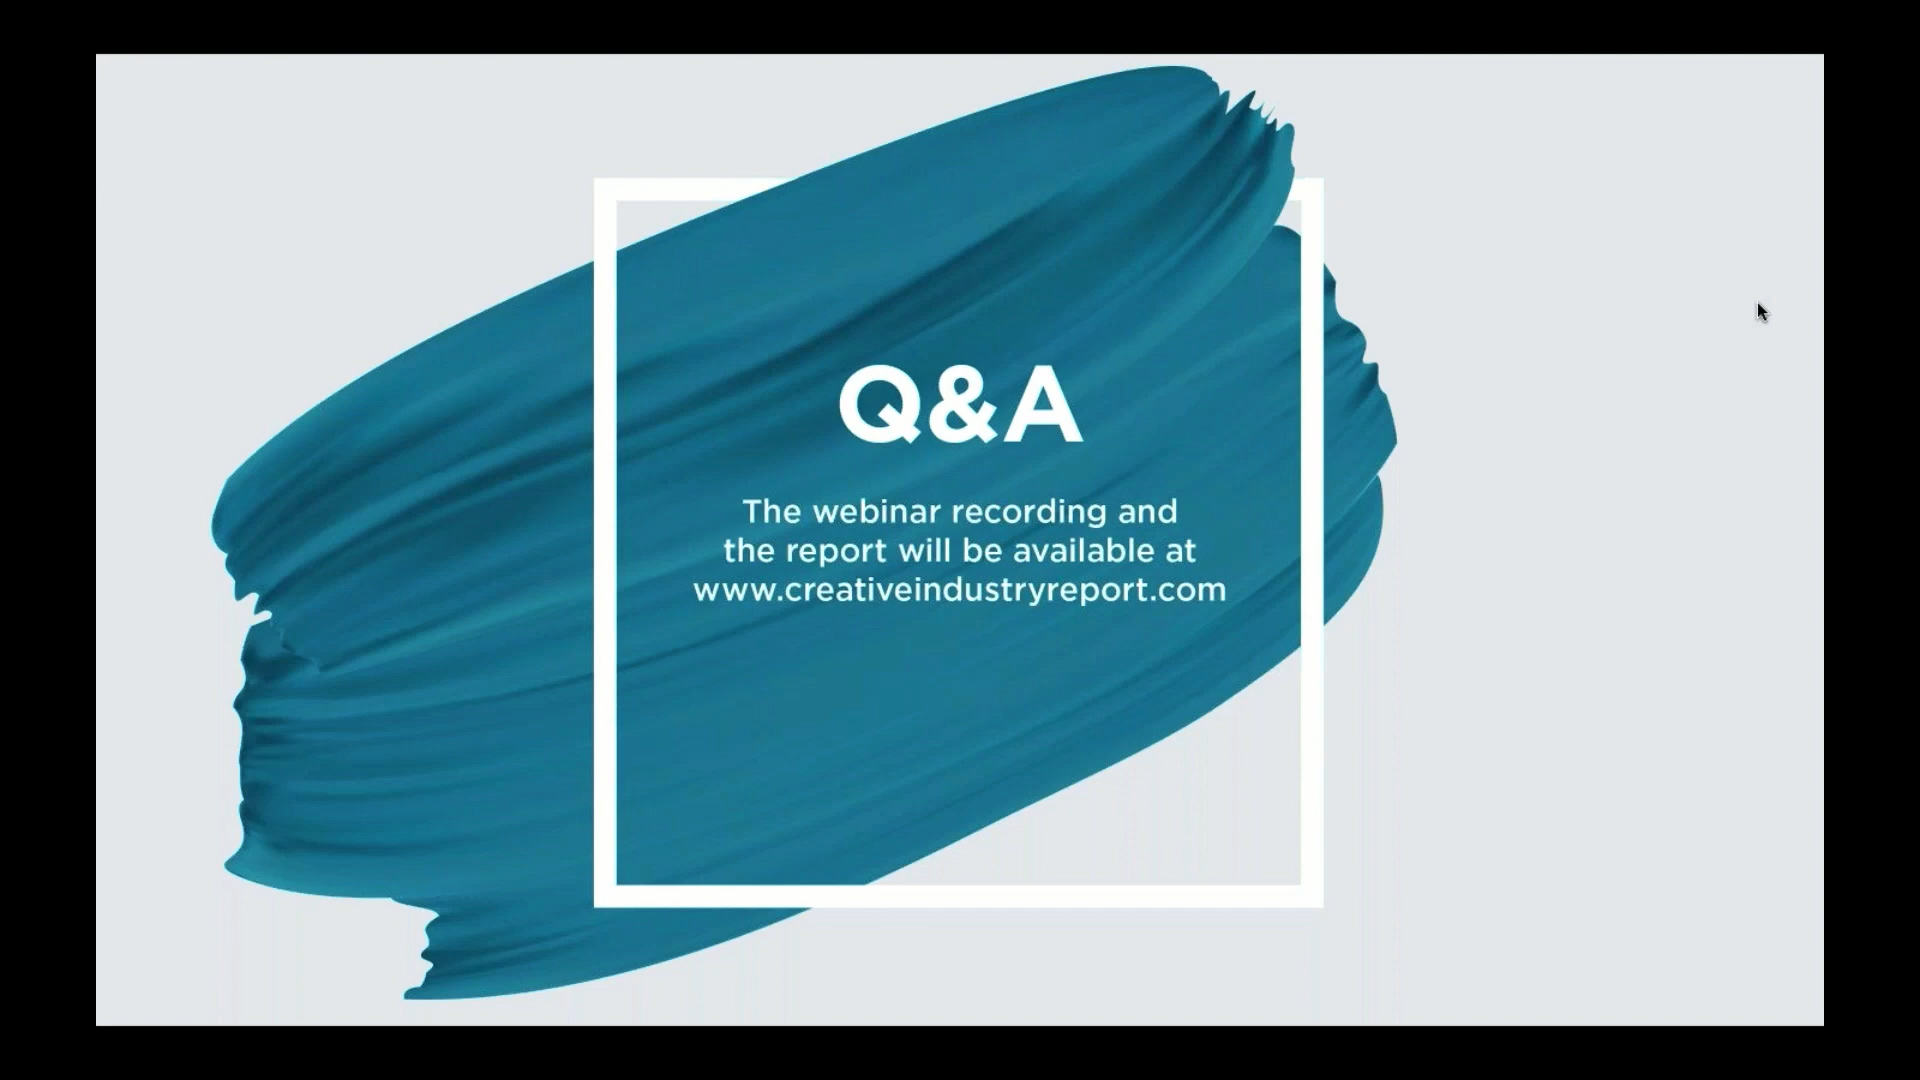 Q&A
The webinar recording and
the report will be available at
www.creativeindustryreport.com